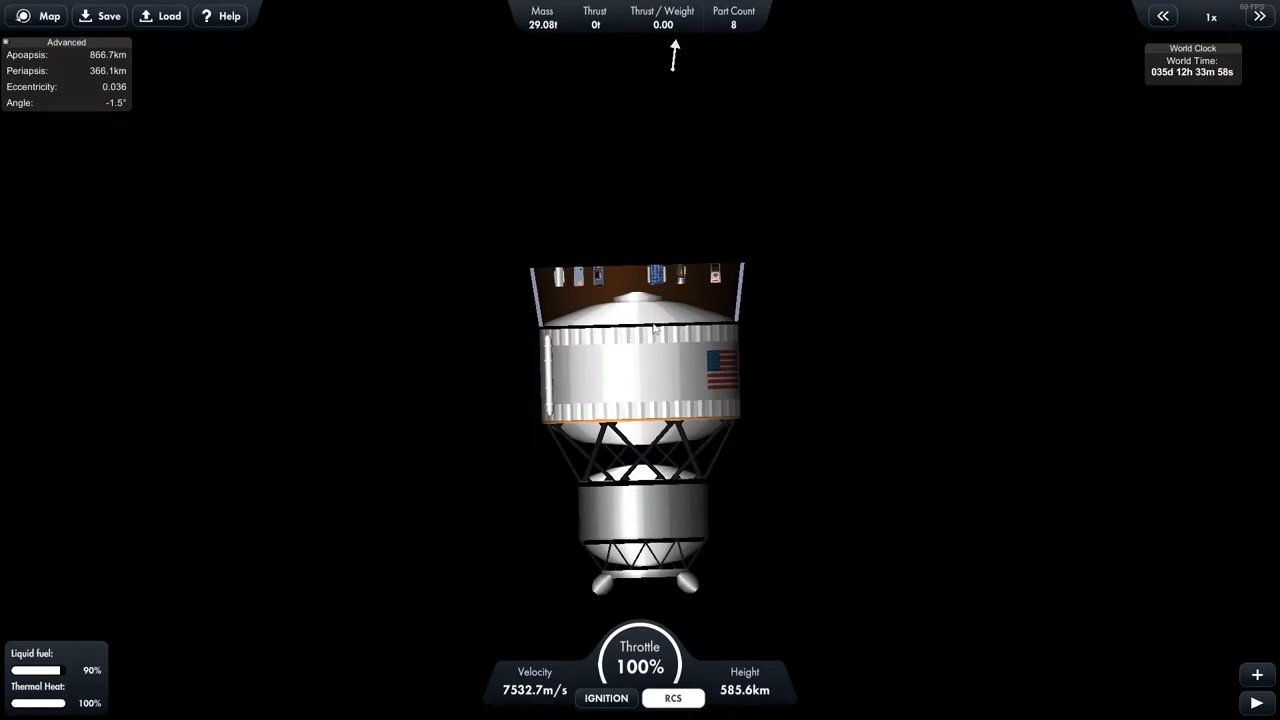 Map
Save
Load
Help
Mass
29.08t
Thrust
0t
Thrust / Weight
0.00
Part Count
8
60 FPS
1x
Advanced
Apoapsis: 866.7km
Periapsis: 366.1km
Eccentricity: 0.036
Angle: -1.5°
World Clock
World Time:
035d 12h 33m 58s
Liquid fuel:
90%
Thermal Heat:
100%
Throttle
100%
Velocity
7532.7m/s
IGNITION
RCS
Height
585.6km